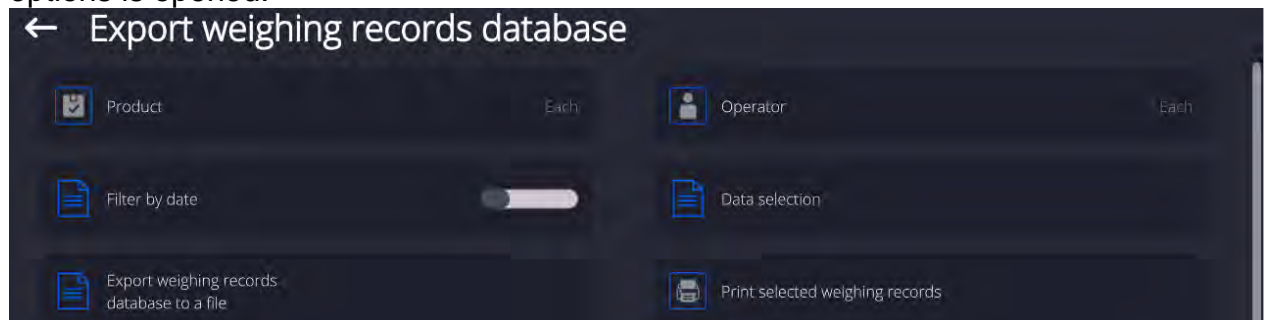 options is opened.
← Export weighing records database
Product Each
Operator Each
Filter by date
Data selection
Export weighing records
database to a file
Print selected weighing records